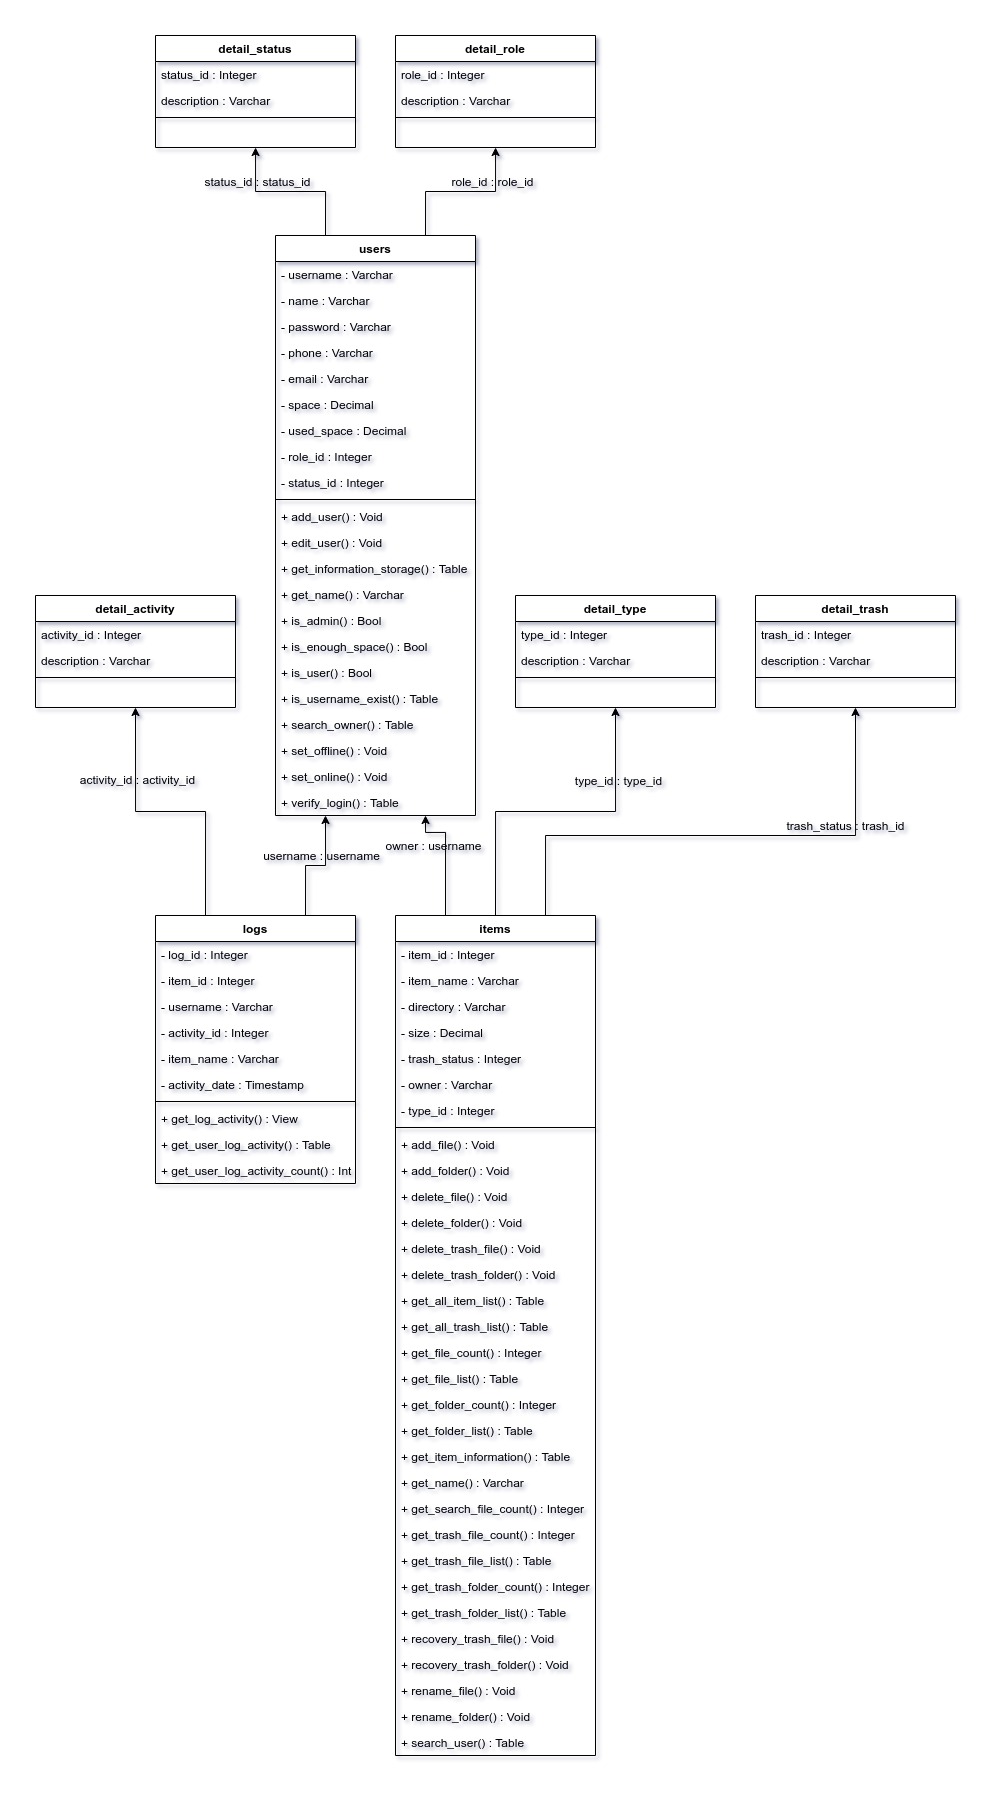 detail_status
status_id : Integer
description : Varchar
detail_role
role_id : Integer
description : Varchar
status_id : status_id
role_id : role_id
users
- username : Varchar
- name : Varchar
- password : Varchar
- phone : Varchar
- email : Varchar
- space : Decimal
- used_space : Decimal
- role_id : Integer
- status_id : Integer
+ add_user() : Void
+ edit_user() : Void
+ get_information_storage() : Table
+ get_name() : Varchar
+ is_admin() : Bool
+ is_enough_space() : Bool
+ is_user() : Bool
+ is_username_exist() : Table
+ search_owner() : Table
+ set_offline() : Void
+ set_online() : Void
+ verify_login() : Table
detail_activity
activity_id : Integer
description : Varchar
detail_type
type_id : Integer
description : Varchar
detail_trash
trash_id : Integer
description : Varchar
activity_id : activity_id
username : username
owner : username
type_id : type_id
trash_status : trash_id
logs
- log_id : Integer
- item_id : Integer
- username : Varchar
- activity_id : Integer
- item_name : Varchar
- activity_date : Timestamp
+ get_log_activity() : View
+ get_user_log_activity() : Table
+ get_user_log_activity_count() : Int
items
- item_id : Integer
- item_name : Varchar
- directory : Varchar
- size : Decimal
- trash_status : Integer
- owner : Varchar
- type_id : Integer
+ add_file() : Void
+ add_folder() : Void
+ delete_file() : Void
+ delete_folder() : Void
+ delete_trash_file() : Void
+ delete_trash_folder() : Void
+ get_all_item_list() : Table
+ get_all_trash_list() : Table
+ get_file_count() : Integer
+ get_file_list() : Table
+ get_folder_count() : Integer
+ get_folder_list() : Table
+ get_item_information() : Table
+ get_name() : Varchar
+ get_search_file_count() : Integer
+ get_trash_file_count() : Integer
+ get_trash_file_list() : Table
+ get_trash_folder_count() : Integer
+ get_trash_folder_list() : Table
+ recovery_trash_file() : Void
+ recovery_trash_folder() : Void
+ rename_file() : Void
+ rename_folder() : Void
+ search_user() : Table